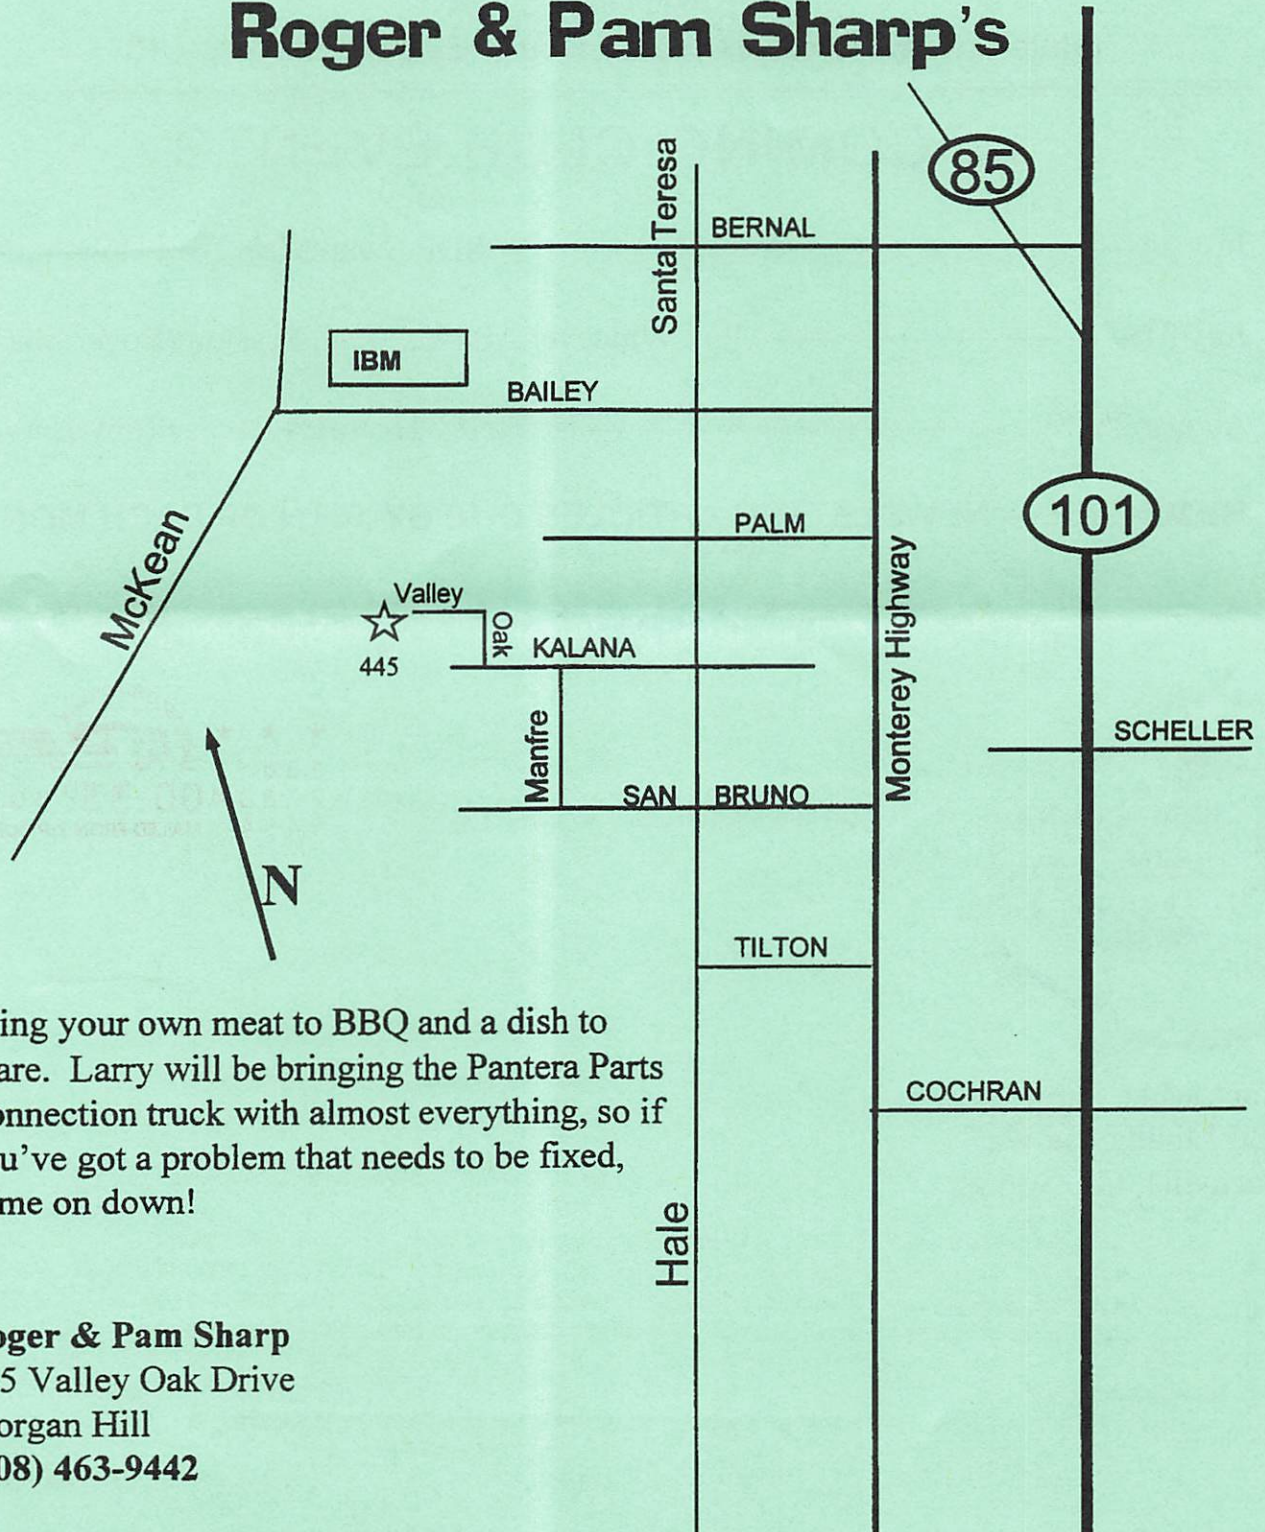 Roger & Pam Sharp's
85
Santa Teresa
BERNAL
IBM
BAILEY
101
PALM
McKean
Valley
Oak
445
KALANA
Monterey Highway
Manfre
SCHELLER
SAN BRUNO
N
TILTON
ing your own meat to BBQ and a dish to
are. Larry will be bringing the Pantera Parts
onnection truck with almost everything, so if
u've got a problem that needs to be fixed,
me on down!
COCHRAN
Hale
oger & Pam Sharp
5 Valley Oak Drive
organ Hill
08) 463-9442